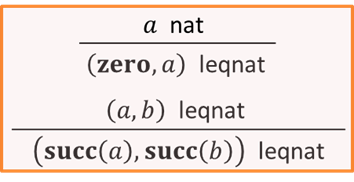 a nat
(zero, a) leqnat
(a, b) leqnat
(succ(a), succ(b)) leqnat